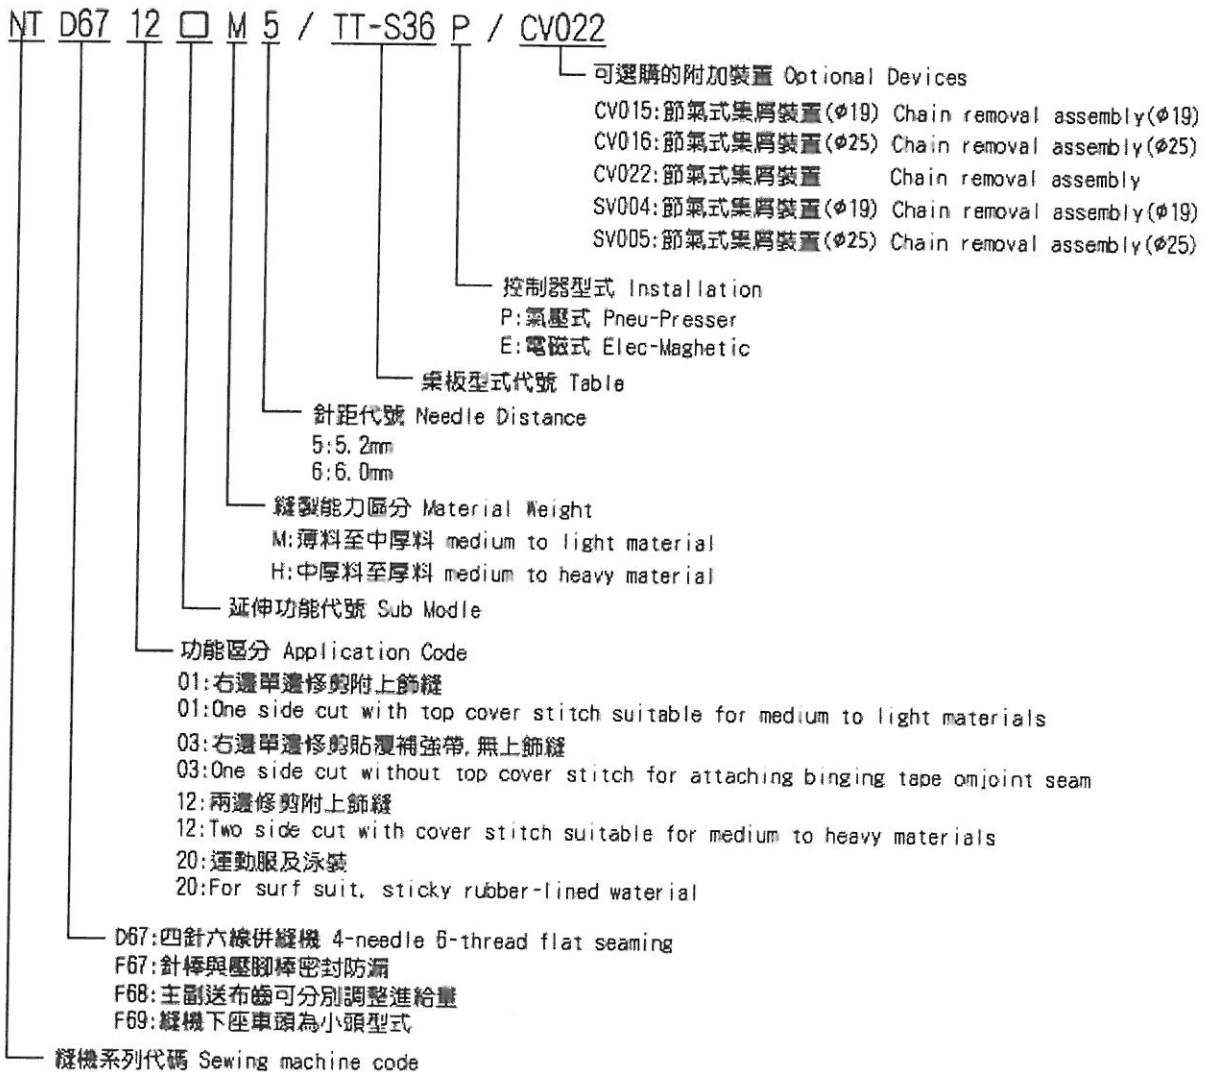 NT D67 12 □ M 5 / TT-S36 P / CV022
可選購的附加裝置 Optional Devices
CV015:節氣式集屑裝置(φ19) Chain removal assembly(φ19)
CV016:節氣式集屑裝置(φ25) Chain removal assembly(φ25)
CV022:節氣式集屑裝置 Chain removal assembly
SV004:節氣式集屑裝置(φ19) Chain removal assembly(φ19)
SV005:節氣式集屑裝置(φ25) Chain removal assembly(φ25)
控制器型式 Installation
P:氣壓式 Pneu-Presser
E:電磁式 Elec-Maghetic
桌板型式代號 Table
針距代號 Needle Distance
5:5.2mm
6:6.0mm
縫製能力區分 Material Weight
M:薄料至中厚料 medium to light material
H:中厚料至厚料 medium to heavy material
延伸功能代號 Sub Modle
功能區分 Application Code
01:右邊單邊修剪附上飾縫
01:One side cut with top cover stitch suitable for medium to light materials
03:右邊單邊修剪貼覆補強帶,無上飾縫
03:One side cut without top cover stitch for attaching binging tape omjoint seam
12:兩邊修剪附上飾縫
12:Two side cut with cover stitch suitable for medium to heavy materials
20:運動服及泳裝
20:For surf suit, sticky rubber-lined waterial
D67:四針六線併縫機 4-needle 6-thread flat seaming
F67:針棒與壓腳棒密封防漏
F68:主副送布齒可分別調整進給量
F69:縫機下座車頭為小頭型式
縫機系列代碼 Sewing machine code